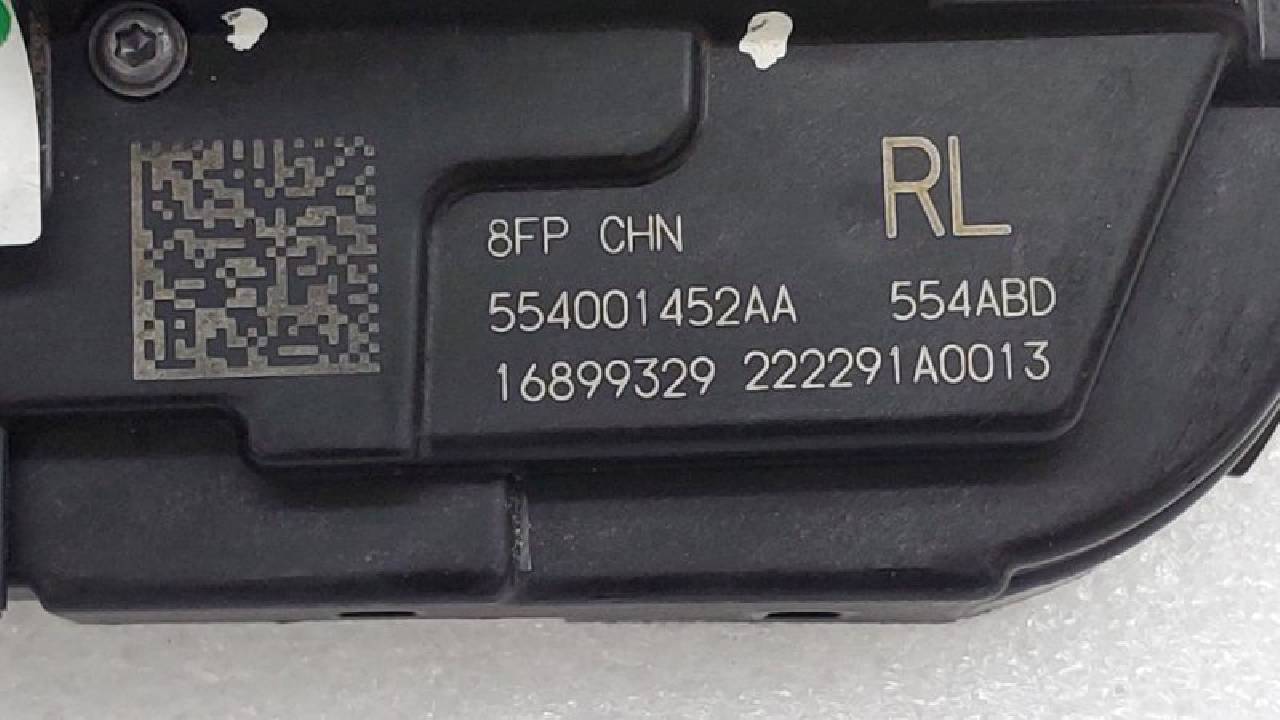 RL
8FP CHN
554001452AA 554ABD
16899329 222291A0013